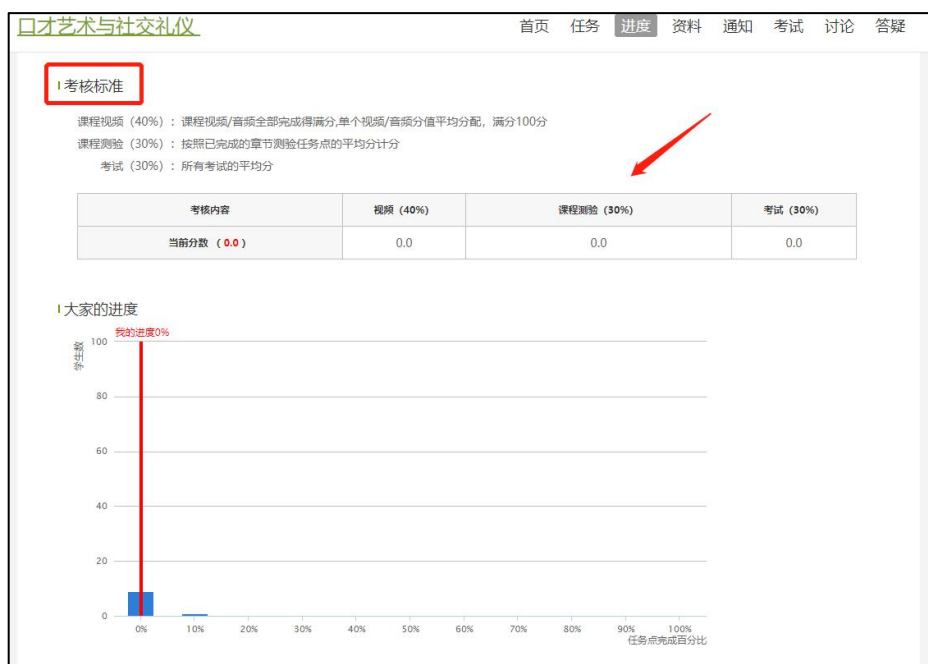 口才艺术与社交礼仪 首页 任务 进度 资料 通知 考试 讨论 答疑
考核标准
课程视频（40%）：课程视频/音频全部完成得满分,单个视频/音频分值平均分配，满分100分
课程测验（30%）：按照已完成的章节测验任务点的平均分计分
考试（30%）：所有考试的平均分
考核内容 视频（40%） 课程测验（30%） 考试（30%）
当前分数 （0.0） 0.0 0.0 0.0
大家的进度
我的进度0%
学生数
100
80
60
40
20
0
0% 10% 20% 30% 40% 50% 60% 70% 80% 90% 100%
任务点完成百分比